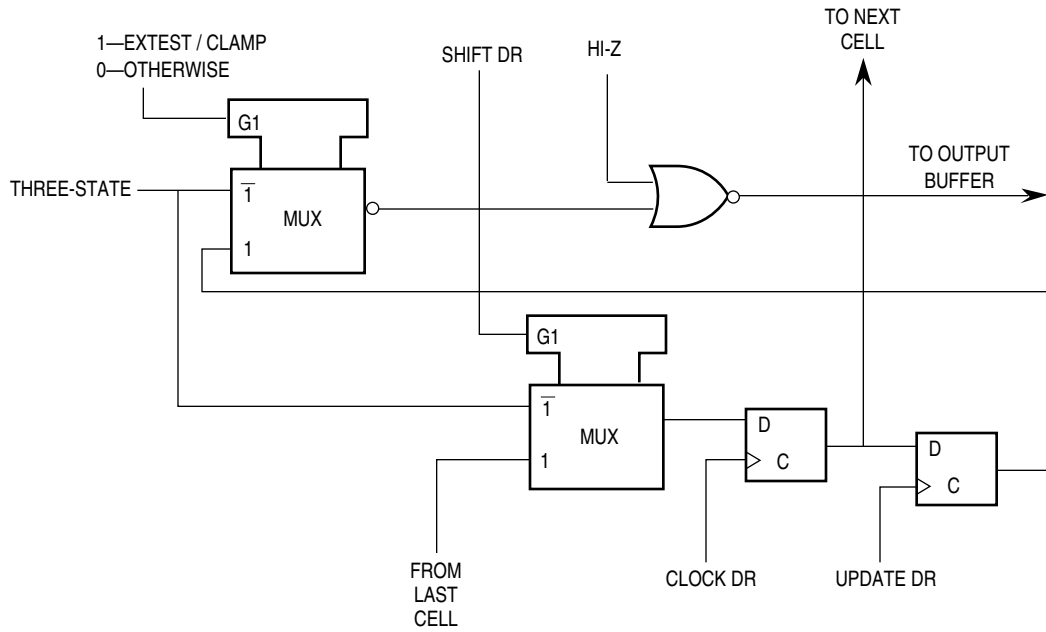 TO NEXT
CELL
1—EXTEST / CLAMP
0—OTHERWISE
SHIFT DR
HI-Z
G1
THREE-STATE
1
MUX
1
TO OUTPUT
BUFFER
G1
1
MUX
1
D
C
D
C
FROM
LAST
CELL
CLOCK DR
UPDATE DR